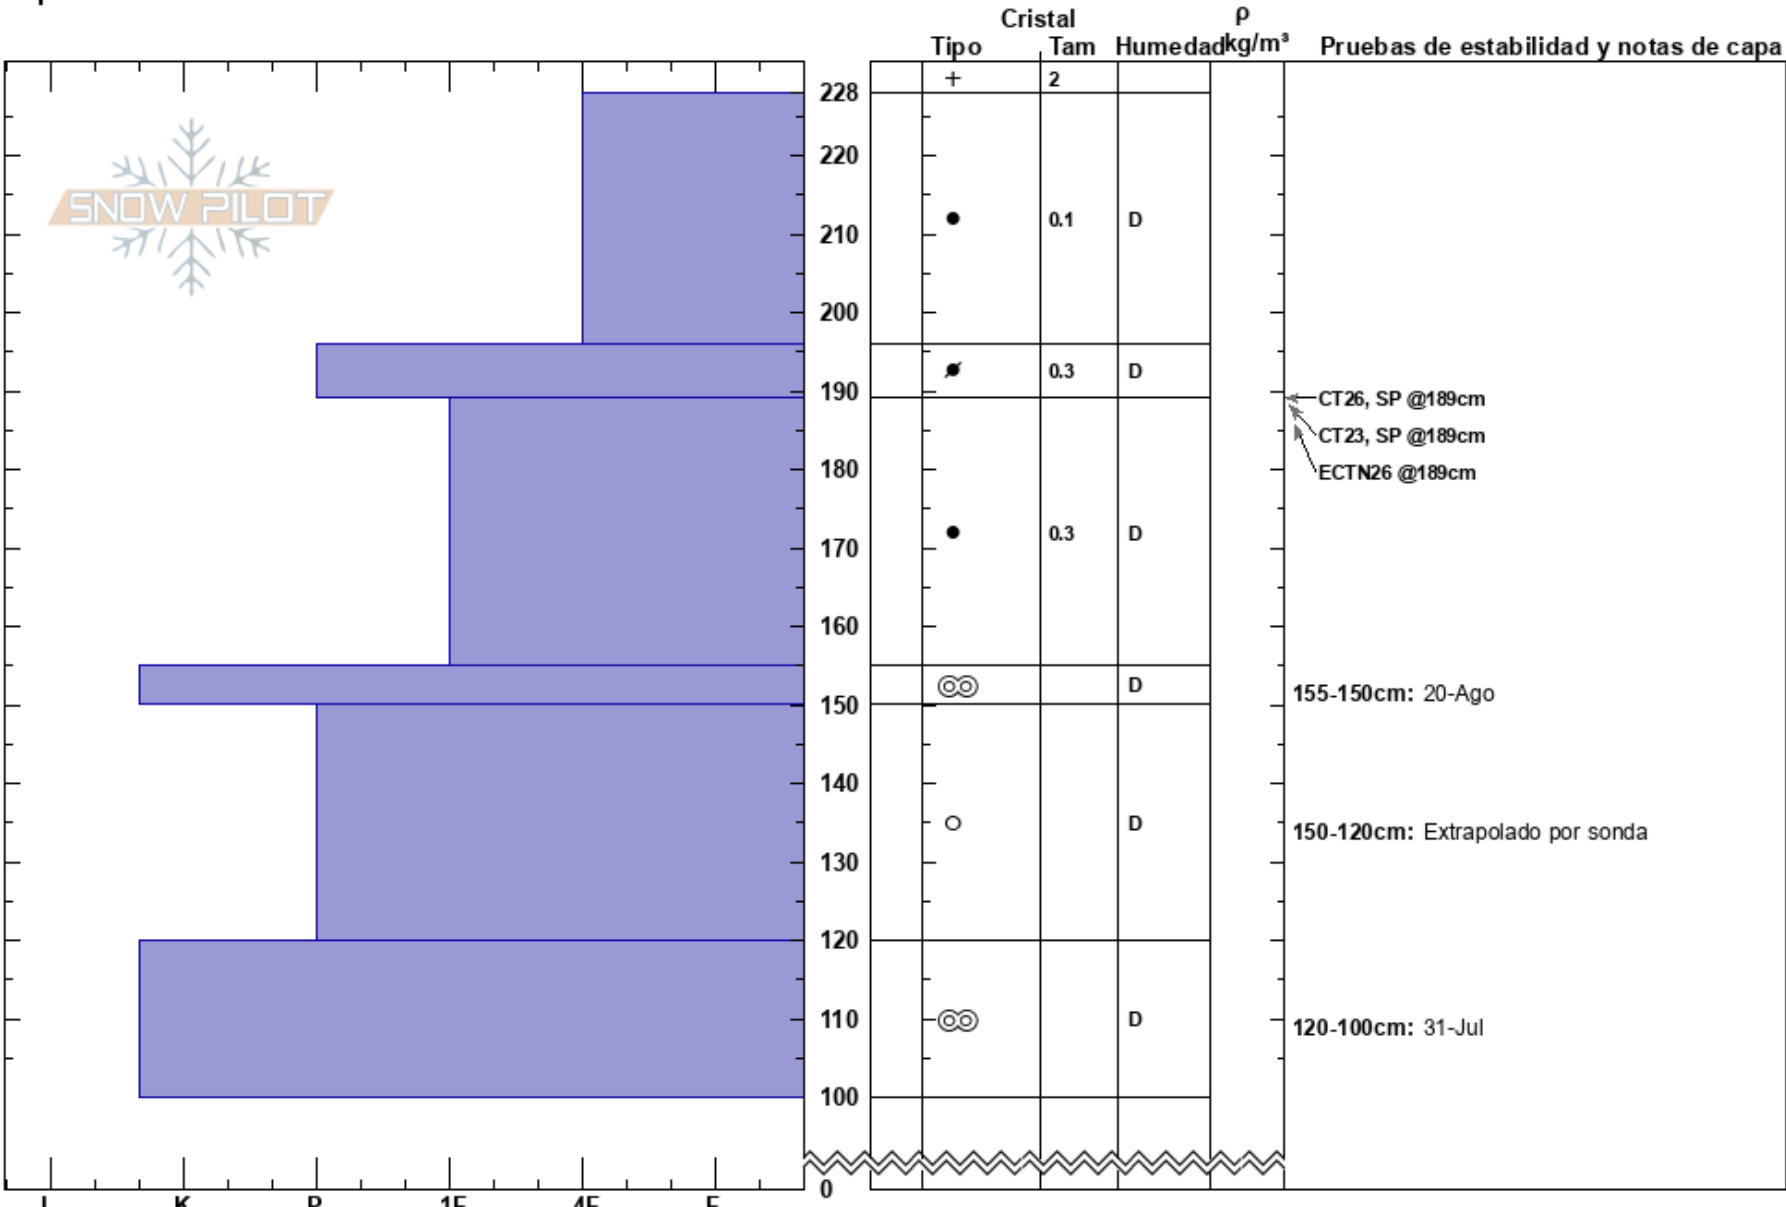 Cristal ρ
Tipo Tam Humedad kg/m³ Pruebas de estabilidad y notas de capa
+ 2
228
220
SNOW PILOT
210 0.1 D
200
0.3 D
190
CT26, SP @189cm
CT23, SP @189cm
180 ECTN26 @189cm
170 0.3 D
160
D 155-150cm: 20-Ago
150
140
D 150-120cm: Extrapolado por sonda
130
120
110 D 120-100cm: 31-Jul
100
0
I K P 1F 4F F